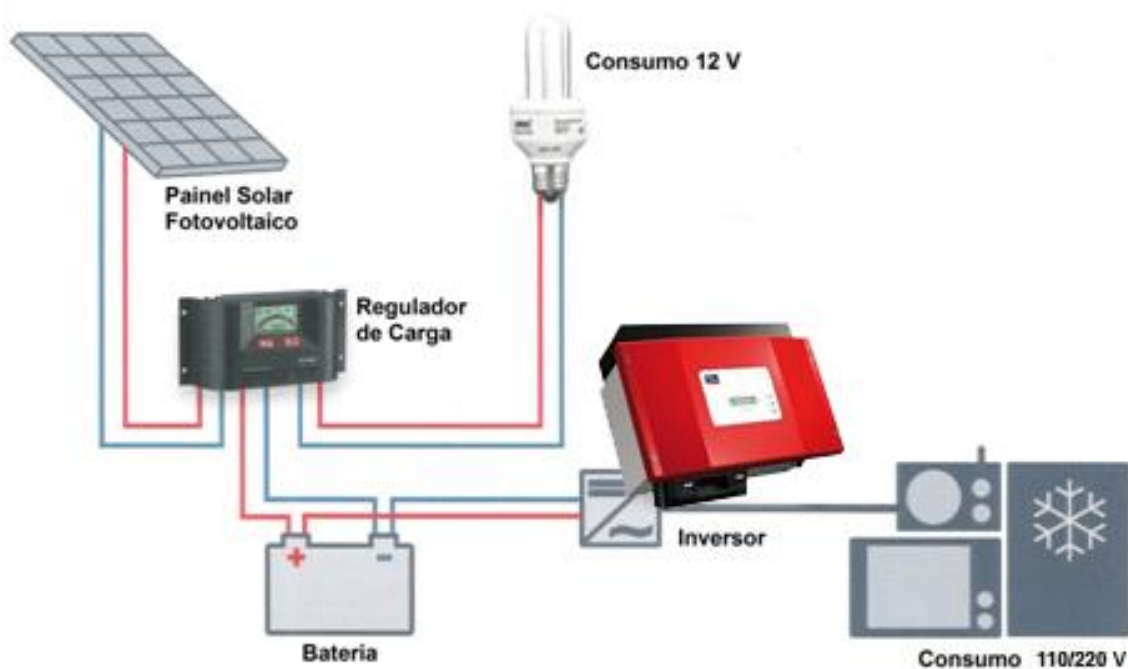 Consumo 12 V
Painel Solar
Fotovoltaico
Regulador
de Carga
Inversor
Bateria
Consumo 110/220 V